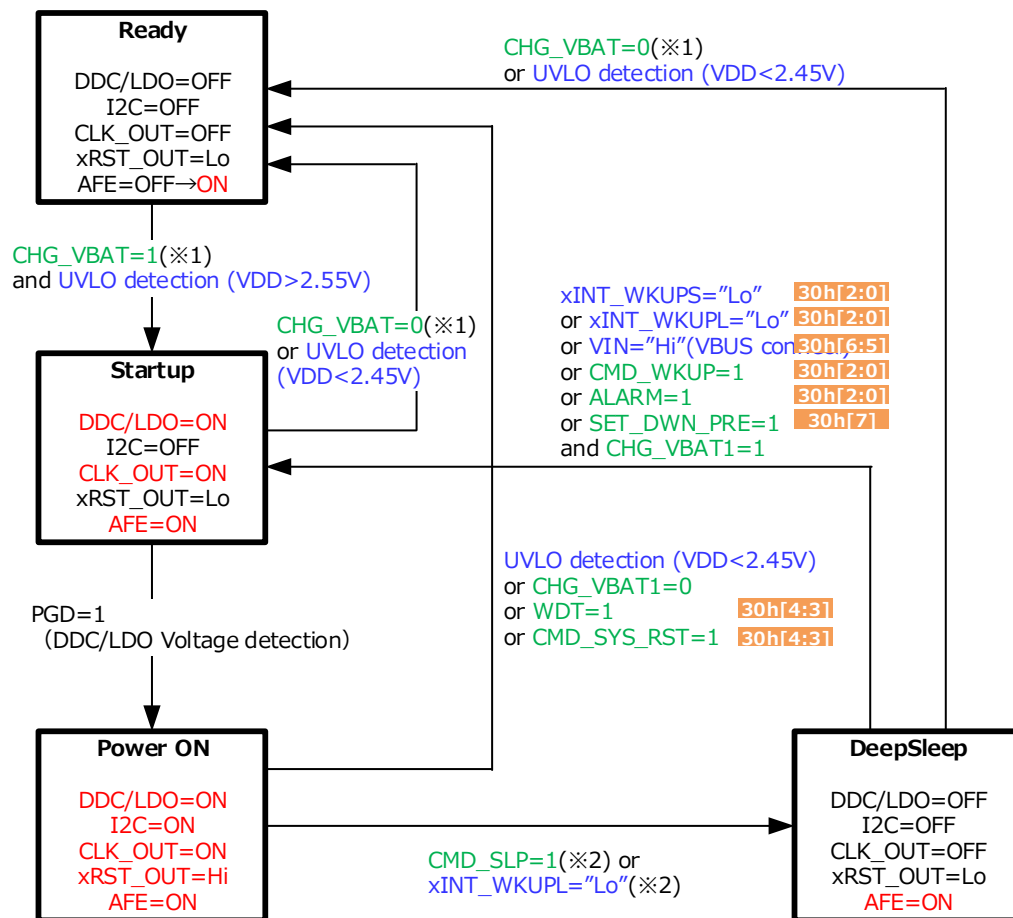 Ready
DDC/LDO=OFF
I2C=OFF
CLK_OUT=OFF
xRST_OUT=Lo
AFE=OFF→ON
CHG_VBAT=0(※1)
or UVLO detection (VDD<2.45V)
CHG_VBAT=1(※1)
and UVLO detection (VDD>2.55V)
CHG_VBAT=0(※1)
or UVLO detection
(VDD<2.45V)
xINT_WKUPS=”Lo” 30h[2:0]
or xINT_WKUPL=”Lo” 30h[2:0]
or VIN=”Hi”(VBUS 30h[6:5]
or CMD_WKUP=1 30h[2:0]
or ALARM=1 30h[2:0]
or SET_DWN_PRE=1 30h[7]
and CHG_VBAT1=1
Startup
DDC/LDO=ON
I2C=OFF
CLK_OUT=ON
xRST_OUT=Lo
AFE=ON
UVLO detection (VDD<2.45V)
or CHG_VBAT1=0
or WDT=1 30h[4:3]
or CMD_SYS_RST=1 30h[4:3]
PGD=1
(DDC/LDO Voltage detection)
Power ON
DDC/LDO=ON
I2C=ON
CLK_OUT=ON
xRST_OUT=Hi
AFE=ON
CMD_SLP=1(※2) or
xINT_WKUPL=”Lo”(※2)
DeepSleep
DDC/LDO=OFF
I2C=OFF
CLK_OUT=OFF
xRST_OUT=Lo
AFE=ON